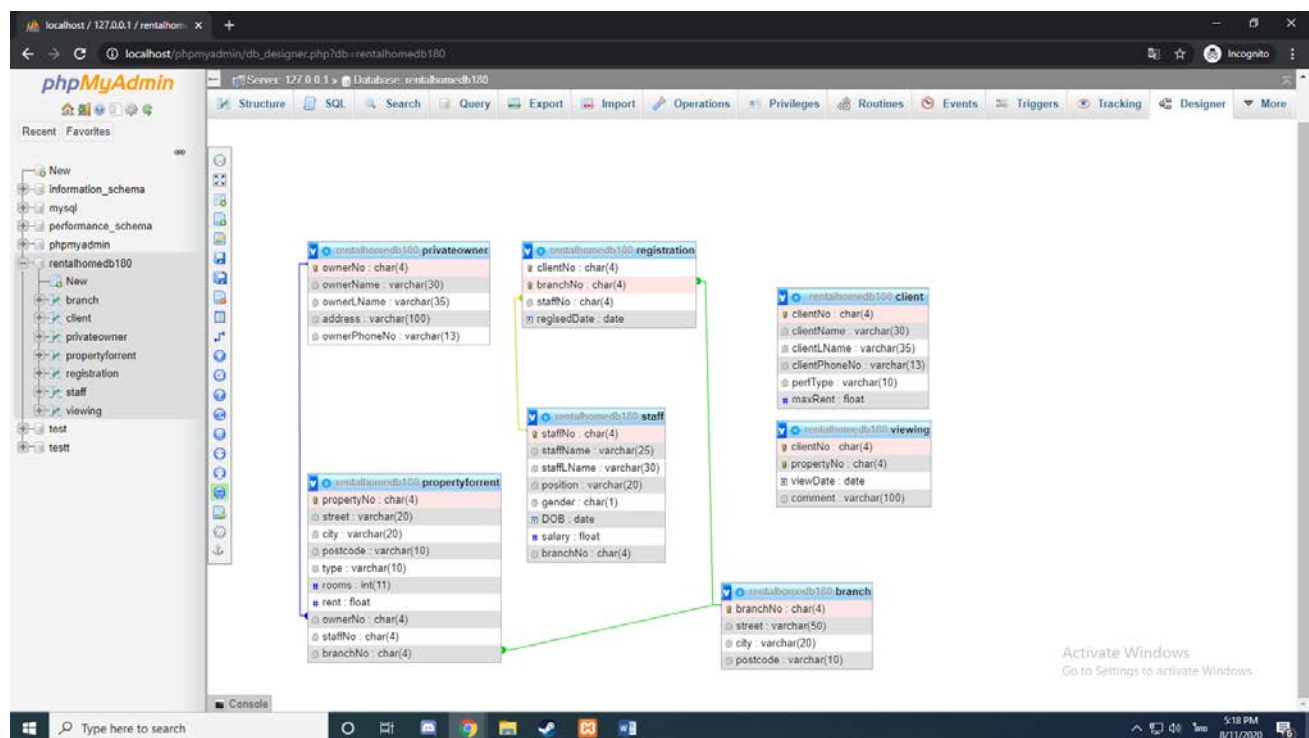 localhost / 127.0.0.1 / rentalhom
localhost/phpmyadmin/db_designer.php?db=rentalhomedb180
Incognito
phpMyAdmin
Recent Favorites
New
information_schema
mysql
performance_schema
phpmyadmin
rentalhomedb180
New
branch
client
privateowner
propertyforrent
registration
staff
viewing
test
testt
Server: 127.0.0.1 » Database: rentalhomedb180
Structure SQL Search Query Export Import Operations Privileges Routines Events Triggers Tracking Designer More
rentalhomedb180 privateowner
ownerNo : char(4)
ownerName : varchar(30)
ownerLName : varchar(35)
address : varchar(100)
ownerPhoneNo : varchar(13)
rentalhomedb180 registration
clientNo : char(4)
branchNo : char(4)
staffNo : char(4)
regisedDate : date
rentalhomedb180 client
clientNo : char(4)
clientName : varchar(30)
clientLName : varchar(35)
clientPhoneNo : varchar(13)
perfType : varchar(10)
maxRent : float
rentalhomedb180 staff
staffNo : char(4)
staffName : varchar(25)
staffLName : varchar(30)
position : varchar(20)
gender : char(1)
DOB : date
salary : float
branchNo : char(4)
rentalhomedb180 viewing
clientNo : char(4)
propertyNo : char(4)
viewDate : date
comment : varchar(100)
rentalhomedb180 propertyforrent
propertyNo : char(4)
street : varchar(20)
city : varchar(20)
postcode : varchar(10)
type : varchar(10)
rooms : int(11)
rent : float
ownerNo : char(4)
staffNo : char(4)
branchNo : char(4)
rentalhomedb180 branch
branchNo : char(4)
street : varchar(50)
city : varchar(20)
postcode : varchar(10)
Activate Windows
Go to Settings to activate Windows.
Console
Type here to search
ไทย
5:18 PM
8/11/2020